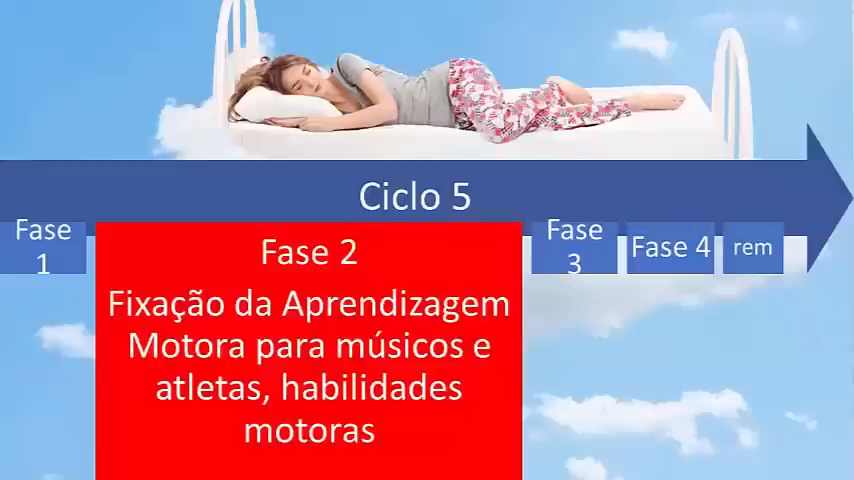 Ciclo 5
Fase
1
Fase 2
Fixação da Aprendizagem
Motora para músicos e
atletas, habilidades
motoras
Fase
3
Fase 4
rem